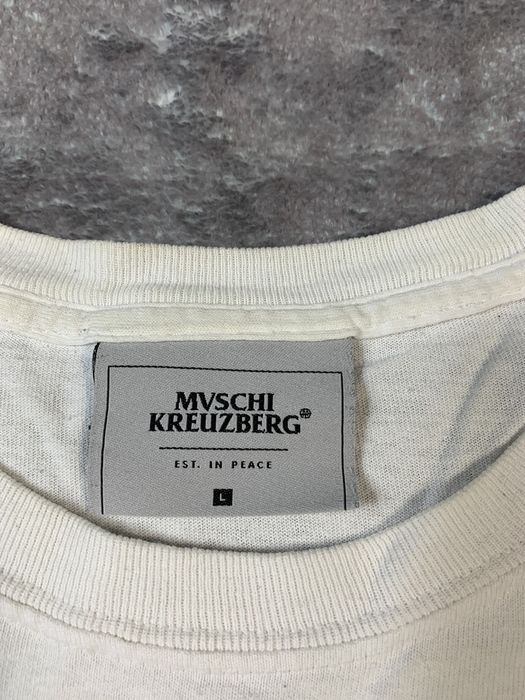 MVSCHI
KREUZBERG
EST. IN PEACE
L